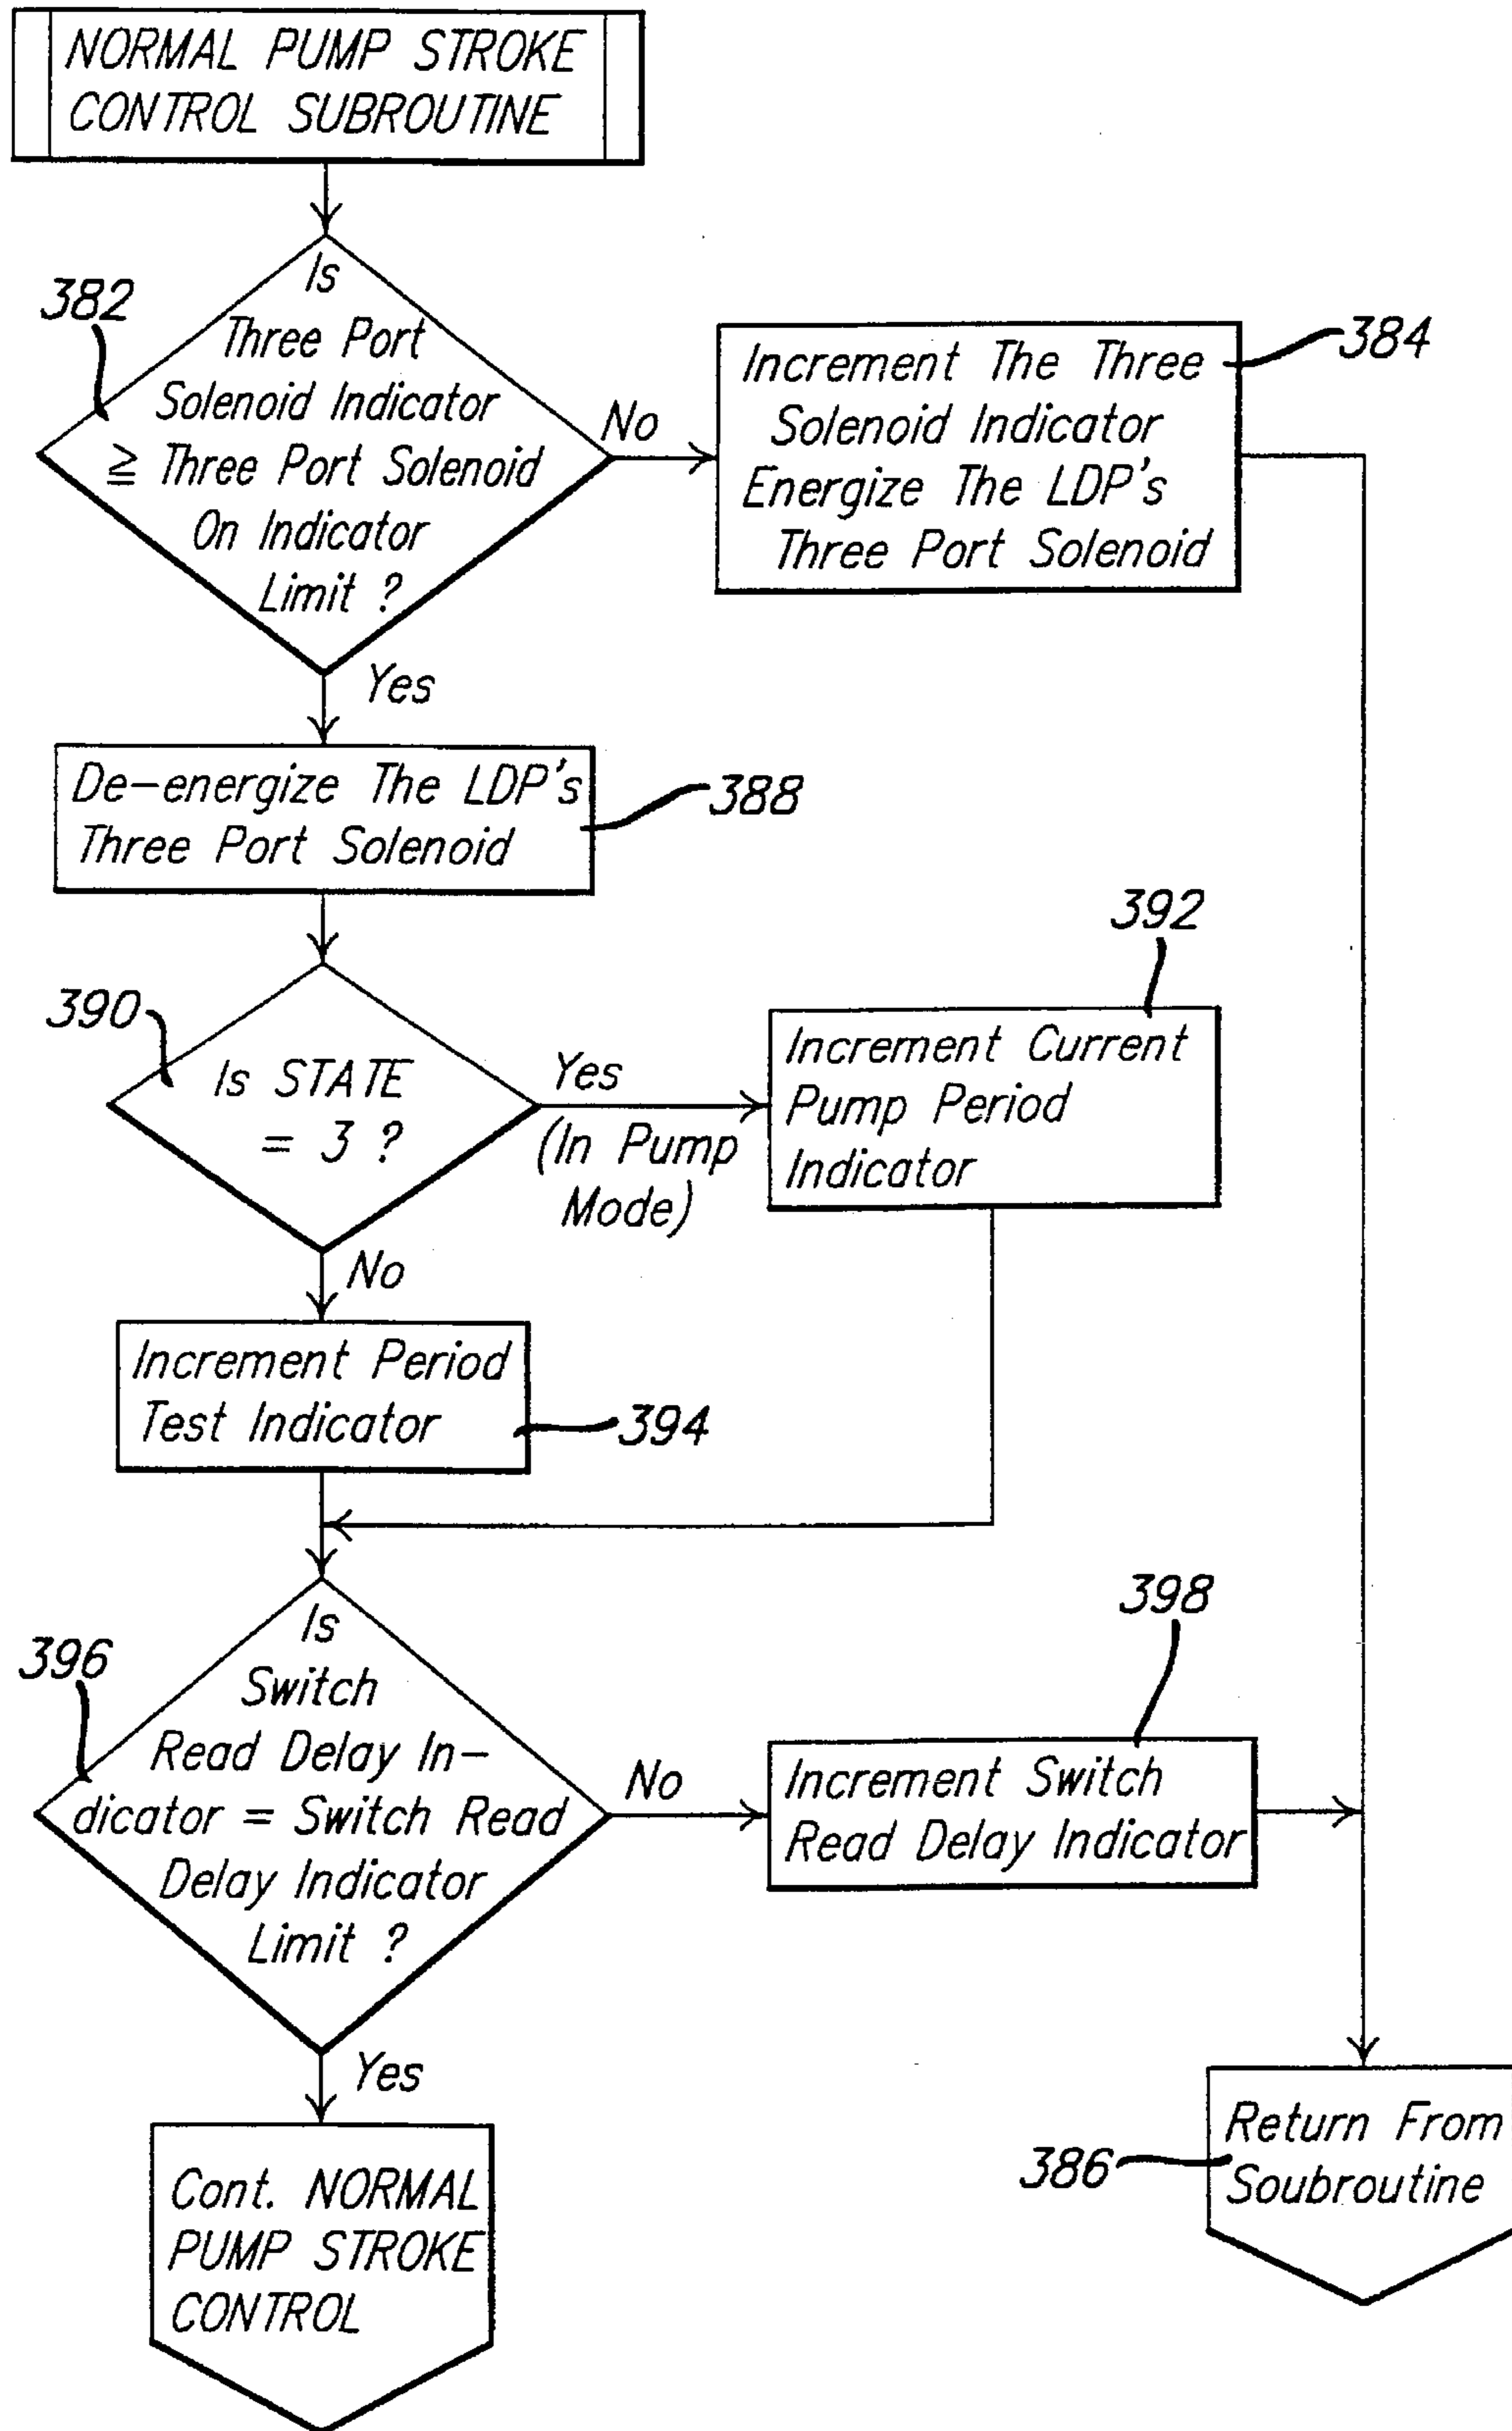 NORMAL PUMP STROKE
CONTROL SUBROUTINE
382
Is
Three Port
Solenoid Indicator
≧ Three Port Solenoid
On Indicator
Limit ?
No
Increment The Three
Solenoid Indicator
Energize The LDP's
Three Port Solenoid
384
Yes
De-energize The LDP's
Three Port Solenoid
388
390
Is STATE
= 3 ?
Yes
(In Pump
Mode)
392
Increment Current
Pump Period
Indicator
No
Increment Period
Test Indicator
394
396
Is
Switch
Read Delay In-
dicator = Switch Read
Delay Indicator
Limit ?
No
398
Increment Switch
Read Delay Indicator
Yes
Cont. NORMAL
PUMP STROKE
CONTROL
386
Return From
Soubroutine